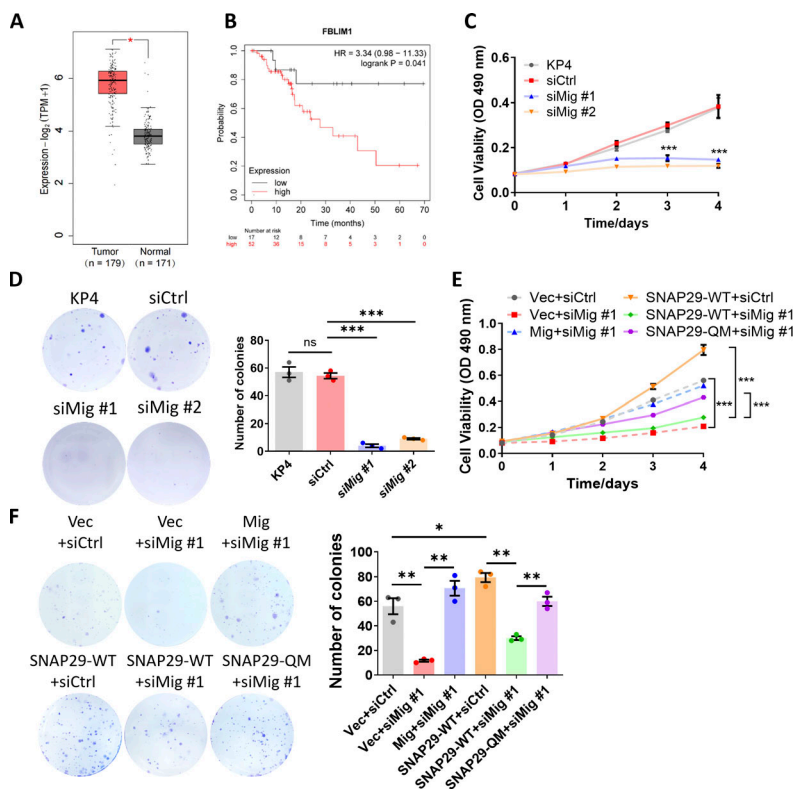 A
*
Expression – log₂ (TPM+1)
6
4
2
0
Tumor
(n = 179)
Normal
(n = 171)
B
FBLIM1
HR = 3.34 (0.98 − 11.33)
logrank P = 0.041
Probability
1.0
0.8
0.6
0.4
0.2
0.0
Expression
low
high
0 10 20 30 40 50 60 70
Time (months)
Number at risk
low 17 12 8 7 4 3 2 0
high 52 38 15 8 5 3 1 0
C
KP4
siCtrl
siMig #1
siMig #2
Cell Viability (OD 490 nm)
0.6
0.4
0.2
0.0
***
***
0 1 2 3 4
Time/days
D
KP4
siCtrl
siMig #1
siMig #2
Number of colonies
80
60
40
20
0
ns
***
***
KP4
siCtrl
siMig #1
siMig #2
E
Vec+siCtrl
Vec+siMig #1
Mig+siMig #1
SNAP29-WT+siCtrl
SNAP29-WT+siMig #1
SNAP29-QM+siMig #1
Cell Viability (OD 490 nm)
1.0
0.8
0.6
0.4
0.2
0.0
***
***
***
0 1 2 3 4
Time/days
F
Vec
+siCtrl
Vec
+siMig #1
Mig
+siMig #1
SNAP29-WT
+siCtrl
SNAP29-WT
+siMig #1
SNAP29-QM
+siMig #1
Number of colonies
100
80
60
40
20
0
*
**
**
**
**
Vec+siCtrl
Vec+siMig #1
Mig+siMig #1
SNAP29-WT+siCtrl
SNAP29-WT+siMig #1
SNAP29-QM+siMig #1